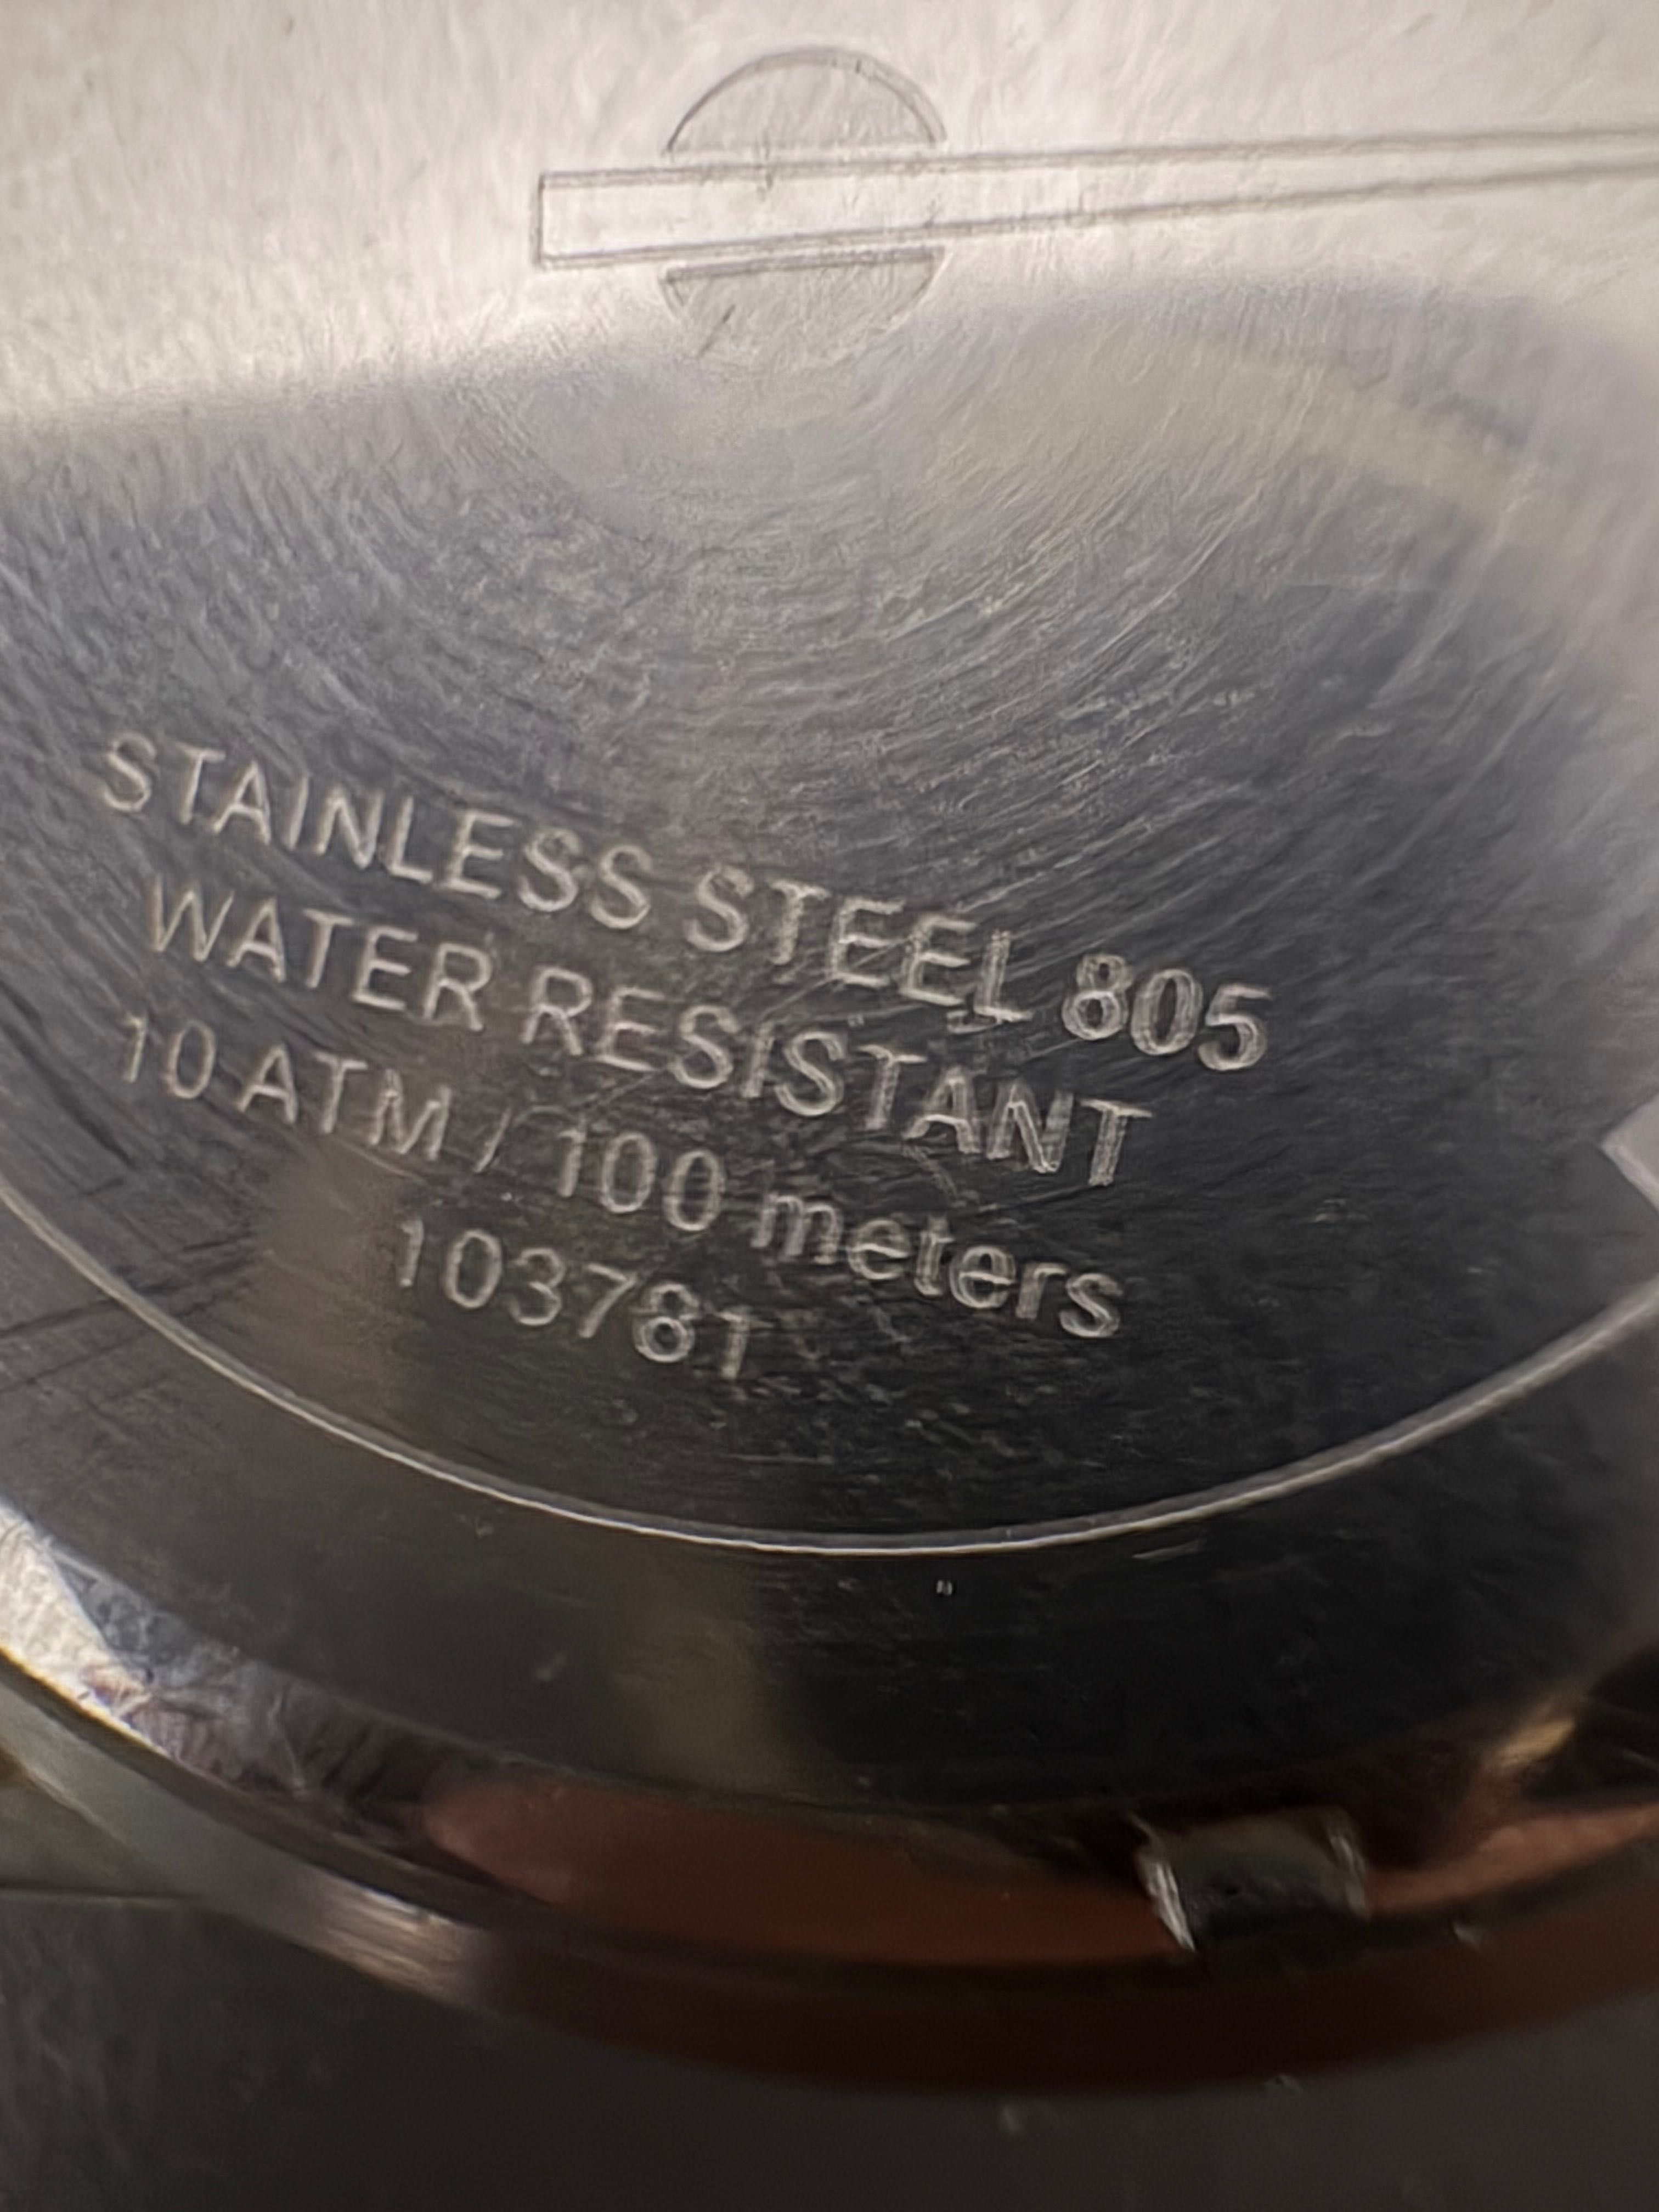 STAINLESS STEEL 805
WATER RESISTANT
10 ATM / 100 meters
103781